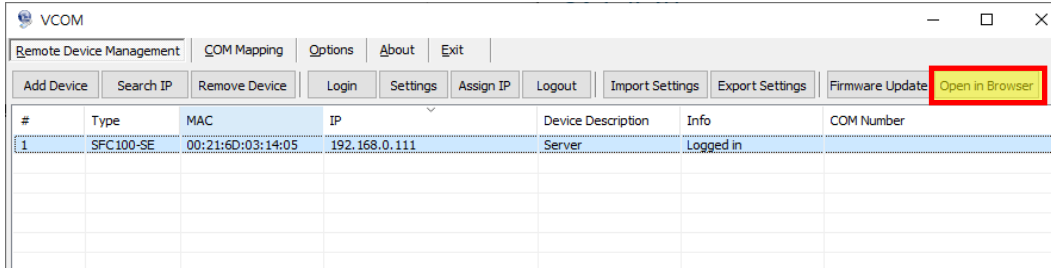 VCOM
Remote Device Management COM Mapping Options About Exit
Add Device Search IP Remove Device Login Settings Assign IP Logout Import Settings Export Settings Firmware Update Open in Browser
# Type MAC IP Device Description Info COM Number
1 SFC100-SE 00:21:6D:03:14:05 192.168.0.111 Server Logged in